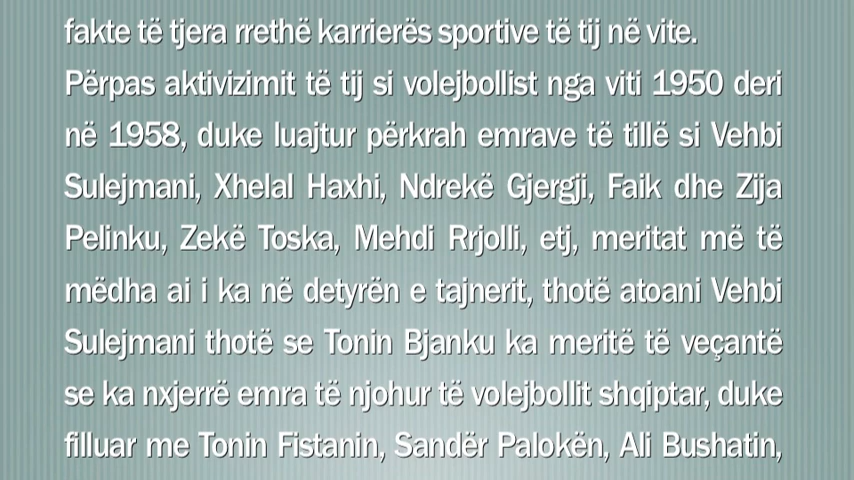 fakte të tjera rrethë karrierës sportive të tij në vite.
Përpas aktivizimit të tij si volejbollist nga viti 1950 deri
në 1958, duke luajtur përkrah emrave të tillë si Vehbi
Sulejmani, Xhelal Haxhi, Ndrekë Gjergji, Faik dhe Zija
Pelinku, Zekë Toska, Mehdi Rrjolli, etj, meritat më të
mëdha ai i ka në detyrën e tajnerit, thotë atoani Vehbi
Sulejmani thotë se Tonin Bjanku ka meritë të veçantë
se ka nxjerrë emra të njohur të volejbollit shqiptar, duke
filluar me Tonin Fistanin, Sandër Palokën, Ali Bushatin,